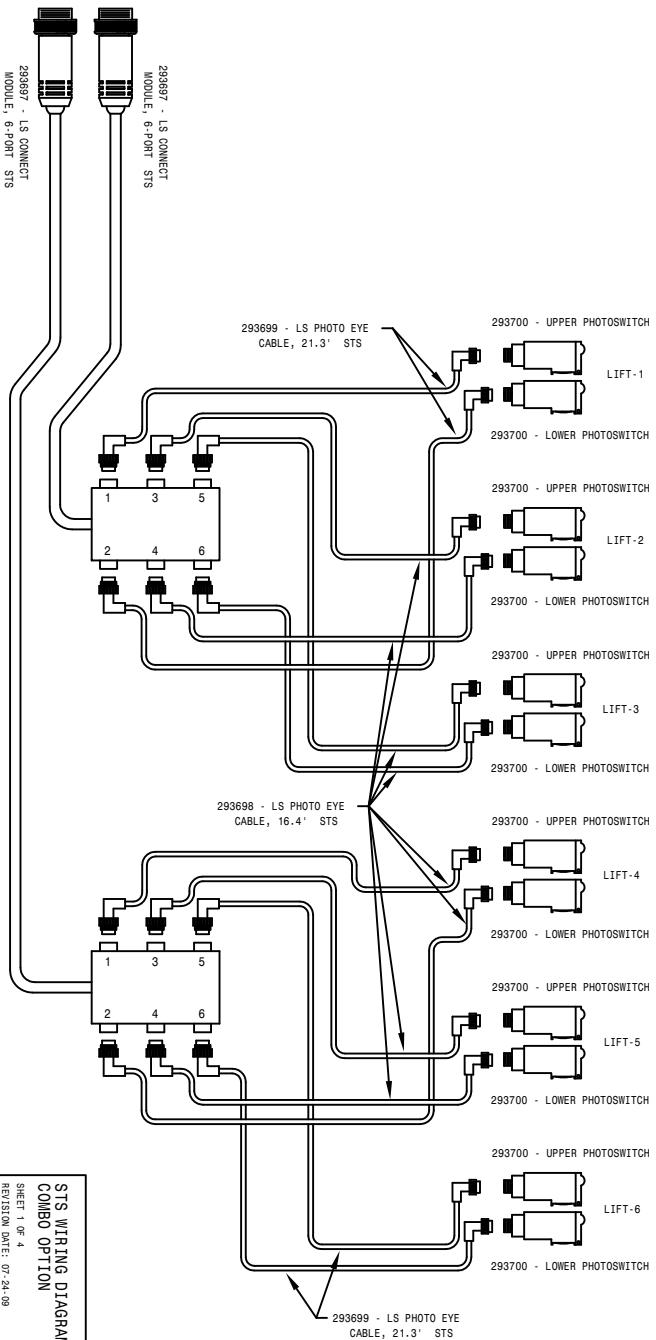 293697 - LS CONNECT
MODULE, 6-PORT STS
293697 - LS CONNECT
MODULE, 6-PORT STS
293699 - LS PHOTO EYE
CABLE, 21.3' STS
293700 - UPPER PHOTOSWITCH
LIFT-1
293700 - LOWER PHOTOSWITCH
1 3 5
2 4 6
293700 - UPPER PHOTOSWITCH
LIFT-2
293700 - LOWER PHOTOSWITCH
293700 - UPPER PHOTOSWITCH
LIFT-3
293700 - LOWER PHOTOSWITCH
293698 - LS PHOTO EYE
CABLE, 16.4' STS
293700 - UPPER PHOTOSWITCH
LIFT-4
293700 - LOWER PHOTOSWITCH
1 3 5
2 4 6
293700 - UPPER PHOTOSWITCH
LIFT-5
293700 - LOWER PHOTOSWITCH
293700 - UPPER PHOTOSWITCH
LIFT-6
293700 - LOWER PHOTOSWITCH
293699 - LS PHOTO EYE
CABLE, 21.3' STS
STS WIRING DIAGRAM
COMBO OPTION
SHEET 1 OF 4
REVISION DATE: 07-24-09